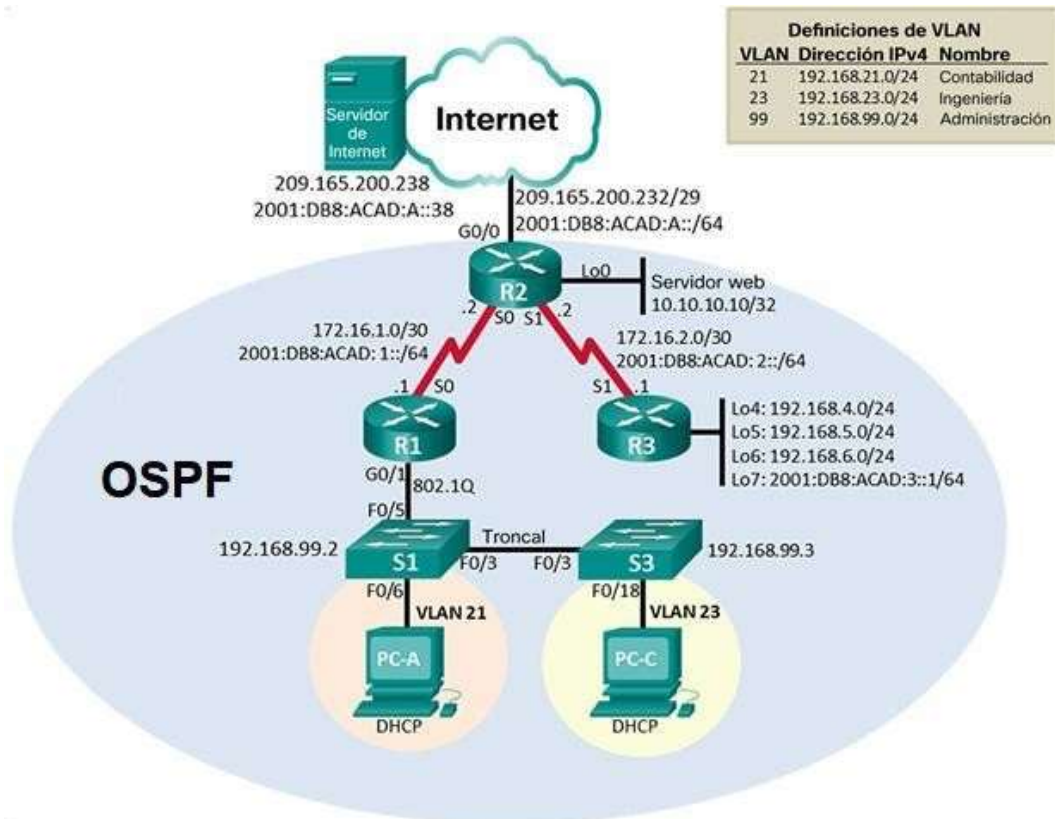 Definiciones de VLAN
VLAN Dirección IPv4 Nombre
21 192.168.21.0/24 Contabilidad
23 192.168.23.0/24 Ingeniería
99 192.168.99.0/24 Administración
Servidor
de
Internet
Internet
209.165.200.238
2001:DB8:ACAD:A::38
209.165.200.232/29
2001:DB8:ACAD:A::/64
G0/0
R2
Lo0
Servidor web
10.10.10.10/32
.2
S0
S1
.2
172.16.1.0/30
2001:DB8:ACAD: 1::/64
172.16.2.0/30
2001:DB8:ACAD: 2::/64
.1
S0
S1
.1
R1
R3
Lo4: 192.168.4.0/24
Lo5: 192.168.5.0/24
Lo6: 192.168.6.0/24
Lo7: 2001:DB8:ACAD:3::1/64
OSPF
G0/1
802.1Q
F0/5
192.168.99.2
S1
F0/3
Troncal
F0/3
S3
192.168.99.3
F0/6
VLAN 21
F0/18
VLAN 23
PC-A
DHCP
PC-C
DHCP